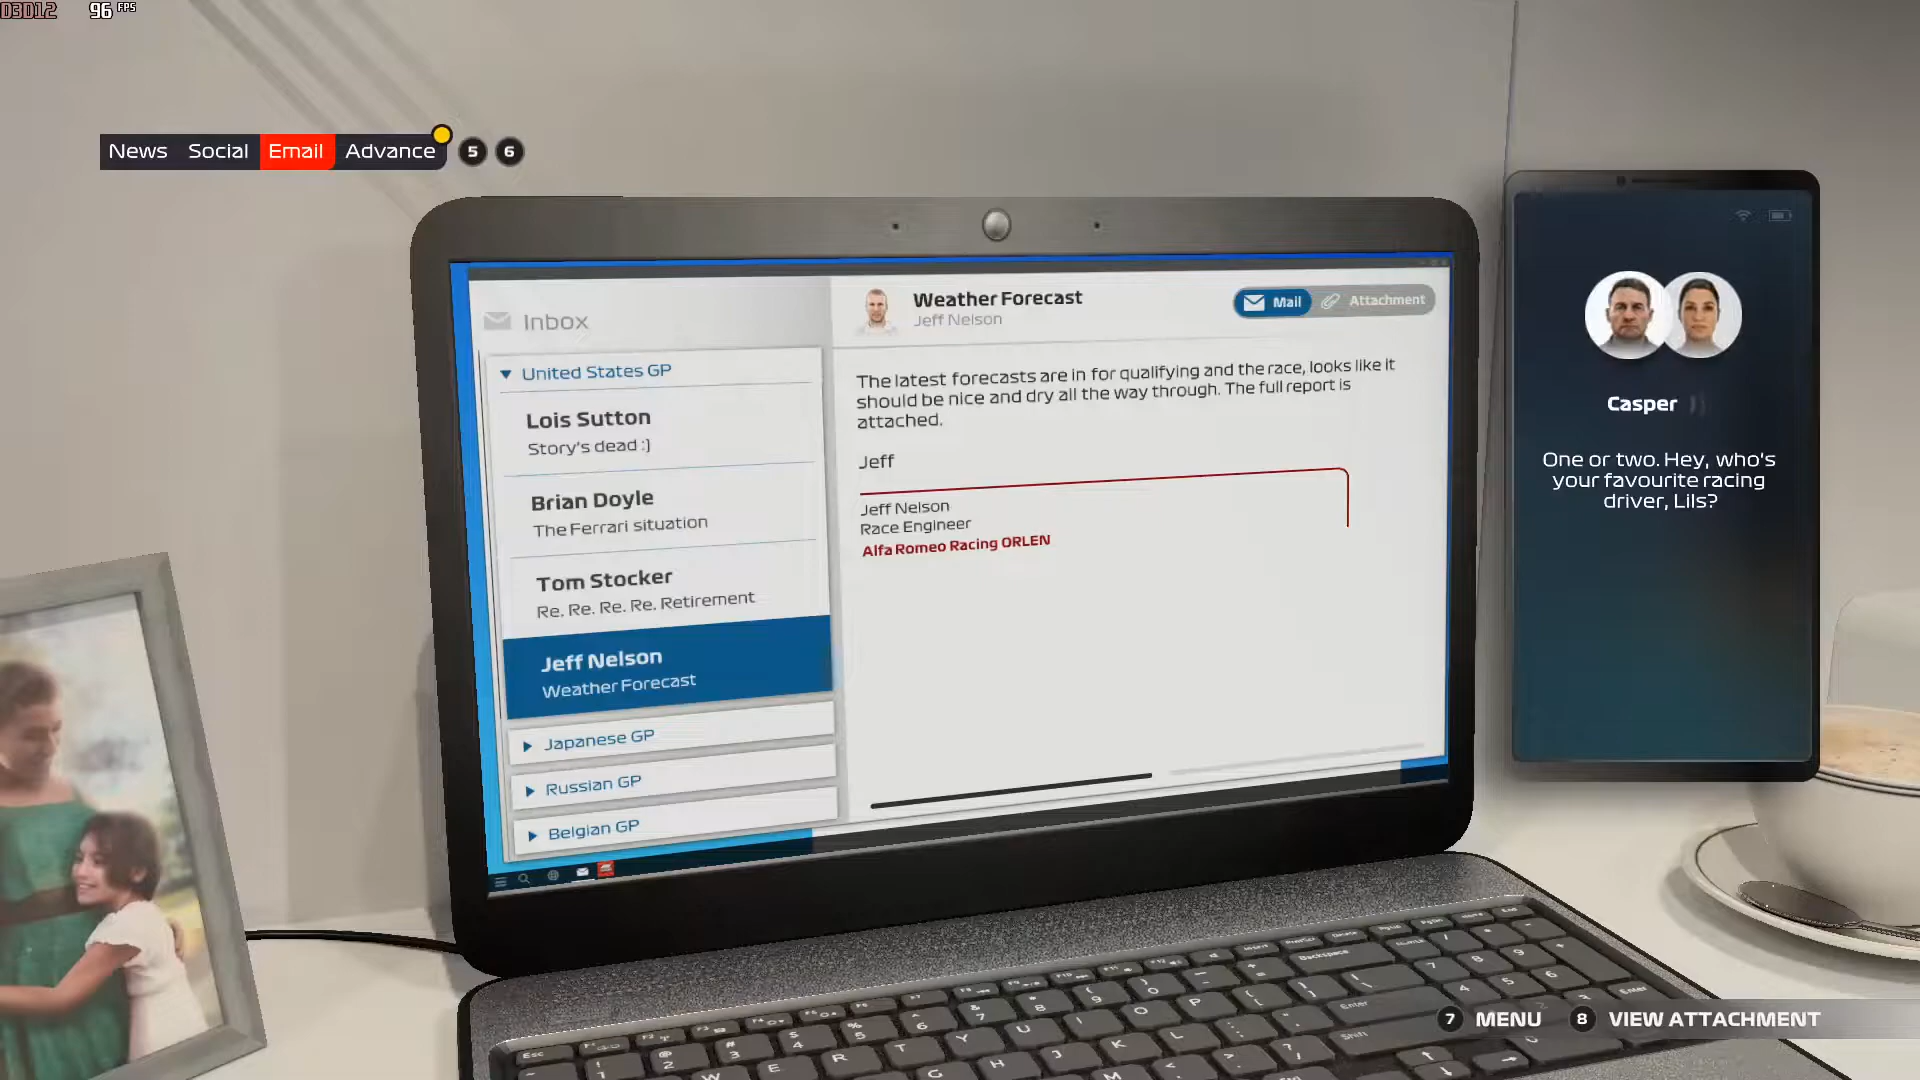 D3D12 96 FPS
News Social Email Advance 5 6
Inbox
United States GP
Lois Sutton
Story's dead :)
Brian Doyle
The Ferrari situation
Tom Stocker
Re. Re. Re. Re. Retirement
Jeff Nelson
Weather Forecast
Japanese GP
Russian GP
Belgian GP
Weather Forecast
Jeff Nelson
Mail
Attachment
The latest forecasts are in for qualifying and the race, looks like it
should be nice and dry all the way through. The full report is
attached.
Jeff
Jeff Nelson
Race Engineer
Alfa Romeo Racing ORLEN
Casper
One or two. Hey, who's
your favourite racing
driver, Lils?
7 MENU 8 VIEW ATTACHMENT